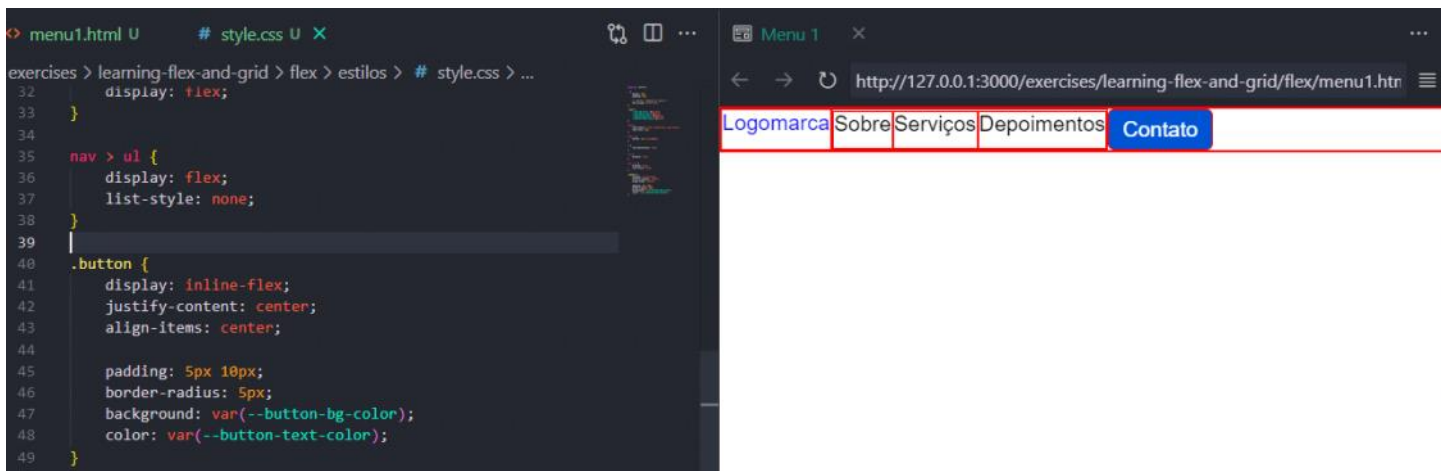 menu1.html U # style.css U ×
exercises > learning-flex-and-grid > flex > estilos > # style.css > ...
32 display: flex;
33 }
34
35 nav > ul {
36 display: flex;
37 list-style: none;
38 }
39
40 .button {
41 display: inline-flex;
42 justify-content: center;
43 align-items: center;
44
45 padding: 5px 10px;
46 border-radius: 5px;
47 background: var(--button-bg-color);
48 color: var(--button-text-color);
49 }
Menu 1 ×
http://127.0.0.1:3000/exercises/learning-flex-and-grid/flex/menu1.htn
Logomarca Sobre Serviços Depoimentos Contato